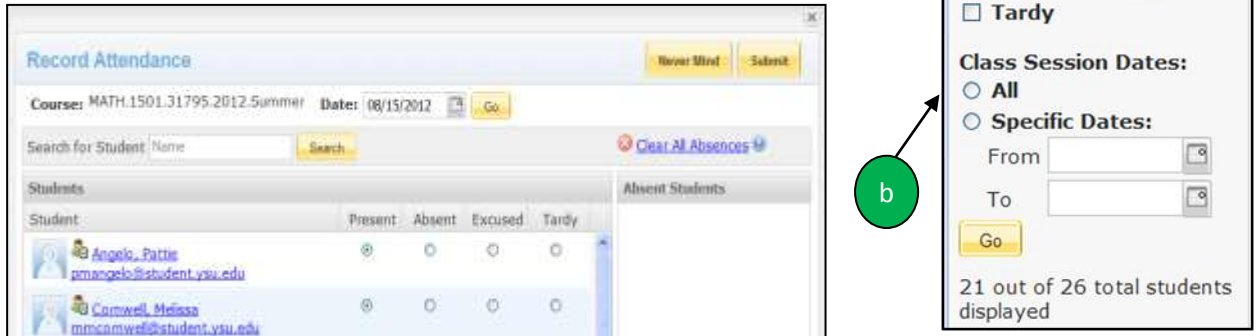 Record Attendance
Never Mind Submit
Course: MATH.1501.31795.2012.Summer Date: 08/15/2012 Go
Search for Student Name Search Clear All Absences
Students Absent Students
Student Present Absent Excused Tardy
Angelo, Pattie
pmangelo@student.ysu.edu
Cornwell, Melissa
mmcornwell@student.ysu.edu
b
Tardy
Class Session Dates:
All
Specific Dates:
From
To
Go
21 out of 26 total students
displayed